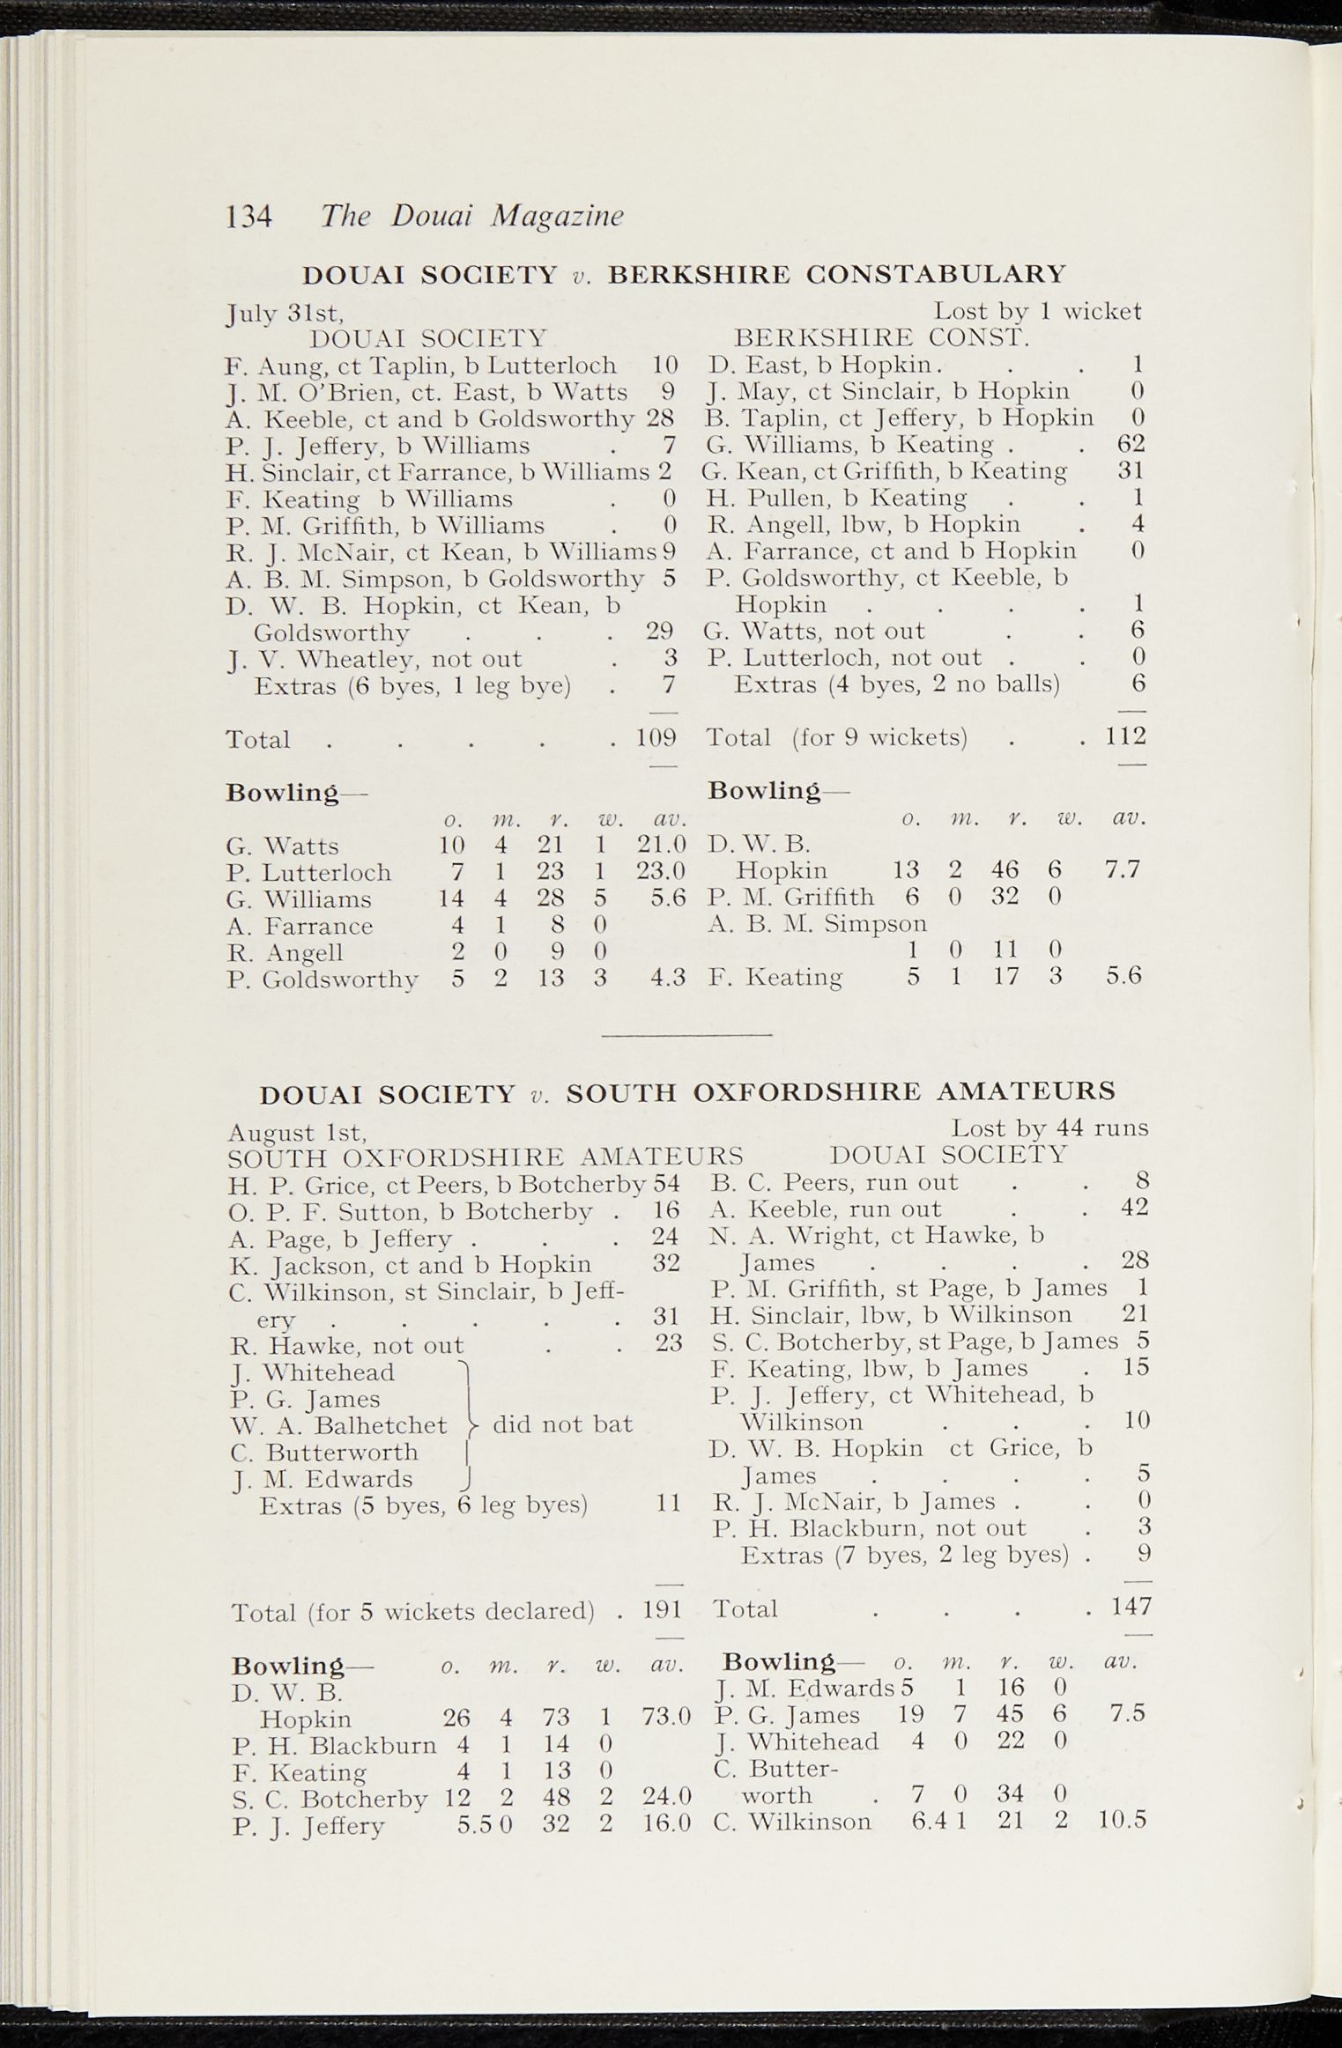 134 The Douai Magazine
DOUAI SOCIETY v. BERKSHIRE CONSTABULARY
July 31st, Lost by 1 wicket
DOUAI SOCIETY
F. Aung, ct Taplin, b Lutterloch 10
J. M. O'Brien, ct. East, b Watts 9
A. Keeble, ct and b Goldsworthy 28
P. J. Jeffery, b Williams . 7
H. Sinclair, ct Farrance, b Williams 2
F. Keating b Williams . 0
P. M. Griffith, b Williams . 0
R. J. McNair, ct Kean, b Williams 9
A. B. M. Simpson, b Goldsworthy 5
D. W. B. Hopkin, ct Kean, b
Goldsworthy . . . 29
J. V. Wheatley, not out . 3
Extras (6 byes, 1 leg bye) . 7
Total . . . . . 109
Bowling—
o. m. r. w. av.
G. Watts 10 4 21 1 21.0
P. Lutterloch 7 1 23 1 23.0
G. Williams 14 4 28 5 5.6
A. Farrance 4 1 8 0
R. Angell 2 0 9 0
P. Goldsworthy 5 2 13 3 4.3
BERKSHIRE CONST.
D. East, b Hopkin . . . 1
J. May, ct Sinclair, b Hopkin 0
B. Taplin, ct Jeffery, b Hopkin 0
G. Williams, b Keating . . 62
G. Kean, ct Griffith, b Keating 31
H. Pullen, b Keating . . 1
R. Angell, lbw, b Hopkin . 4
A. Farrance, ct and b Hopkin 0
P. Goldsworthy, ct Keeble, b
Hopkin . . . . 1
G. Watts, not out . . 6
P. Lutterloch, not out . . 0
Extras (4 byes, 2 no balls) 6
Total (for 9 wickets) . . 112
Bowling—
o. m. r. w. av.
D. W. B.
Hopkin 13 2 46 6 7.7
P. M. Griffith 6 0 32 0
A. B. M. Simpson
1 0 11 0
F. Keating 5 1 17 3 5.6
DOUAI SOCIETY v. SOUTH OXFORDSHIRE AMATEURS
August 1st, Lost by 44 runs
SOUTH OXFORDSHIRE AMATEURS
H. P. Grice, ct Peers, b Botcherby 54
O. P. F. Sutton, b Botcherby . 16
A. Page, b Jeffery . . . 24
K. Jackson, ct and b Hopkin 32
C. Wilkinson, st Sinclair, b Jeff-
ery . . . . . 31
R. Hawke, not out . . 23
J. Whitehead
P. G. James
W. A. Balhetchet } did not bat
C. Butterworth
J. M. Edwards
Extras (5 byes, 6 leg byes) 11
Total (for 5 wickets declared) . 191
Bowling— o. m. r. w. av.
D. W. B.
Hopkin 26 4 73 1 73.0
P. H. Blackburn 4 1 14 0
F. Keating 4 1 13 0
S. C. Botcherby 12 2 48 2 24.0
P. J. Jeffery 5.5 0 32 2 16.0
DOUAI SOCIETY
B. C. Peers, run out . . 8
A. Keeble, run out . . 42
N. A. Wright, ct Hawke, b
James . . . . 28
P. M. Griffith, st Page, b James 1
H. Sinclair, lbw, b Wilkinson 21
S. C. Botcherby, st Page, b James 5
F. Keating, lbw, b James . 15
P. J. Jeffery, ct Whitehead, b
Wilkinson . . . 10
D. W. B. Hopkin ct Grice, b
James . . . . 5
R. J. McNair, b James . . 0
P. H. Blackburn, not out . 3
Extras (7 byes, 2 leg byes) . 9
Total . . . . 147
Bowling— o. m. r. w. av.
J. M. Edwards 5 1 16 0
P. G. James 19 7 45 6 7.5
J. Whitehead 4 0 22 0
C. Butter-
worth . 7 0 34 0
C. Wilkinson 6.4 1 21 2 10.5